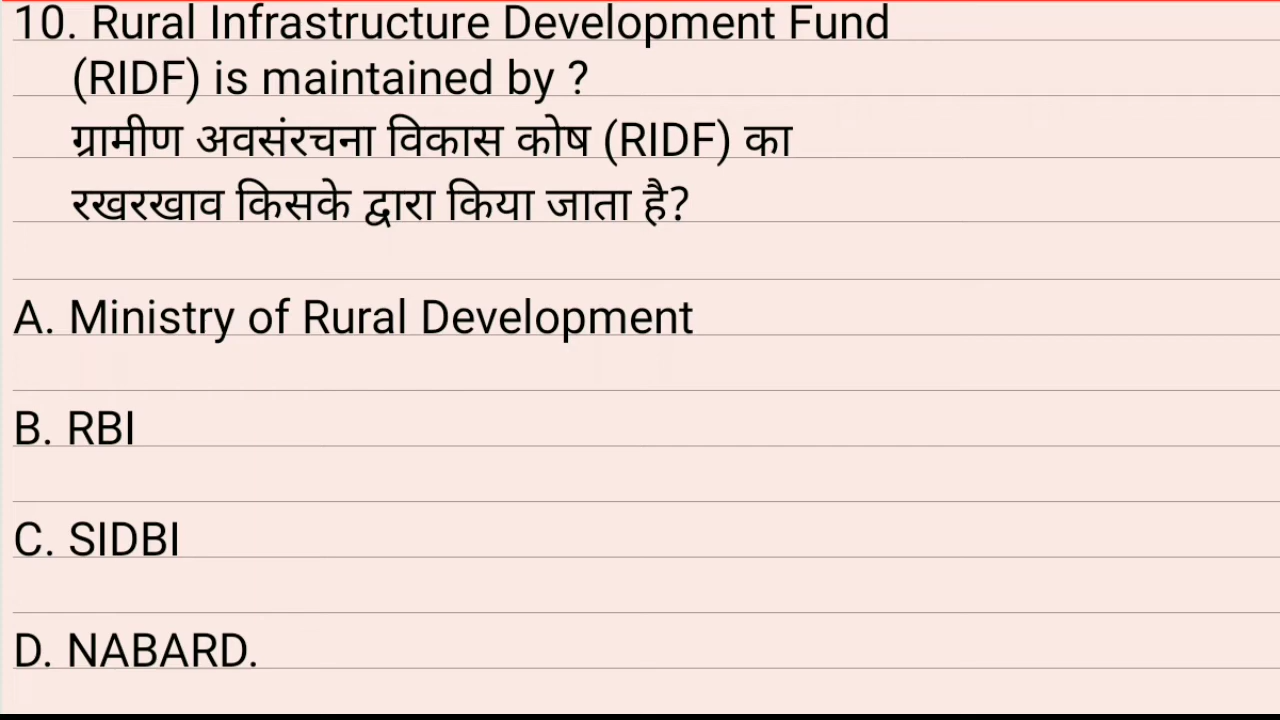 10. Rural Infrastructure Development Fund
(RIDF) is maintained by ?
ग्रामीण अवसंरचना विकास कोष (RIDF) का
रखरखाव किसके द्वारा किया जाता है?
A. Ministry of Rural Development
B. RBI
C. SIDBI
D. NABARD.